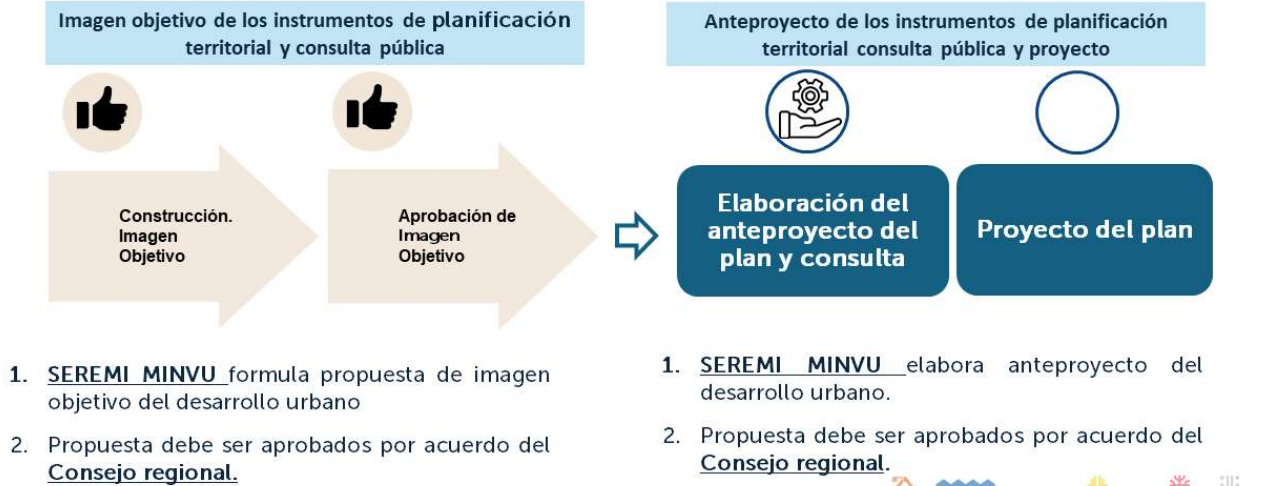 Imagen objetivo de los instrumentos de planificación
territorial y consulta pública
Construcción.
Imagen
Objetivo
Aprobación de
Imagen
Objetivo
1. SEREMI MINVU formula propuesta de imagen
objetivo del desarrollo urbano
2. Propuesta debe ser aprobados por acuerdo del
Consejo regional.
Anteproyecto de los instrumentos de planificación
territorial consulta pública y proyecto
Elaboración del
anteproyecto del
plan y consulta
Proyecto del plan
1. SEREMI MINVU elabora anteproyecto del
desarrollo urbano.
2. Propuesta debe ser aprobados por acuerdo del
Consejo regional.